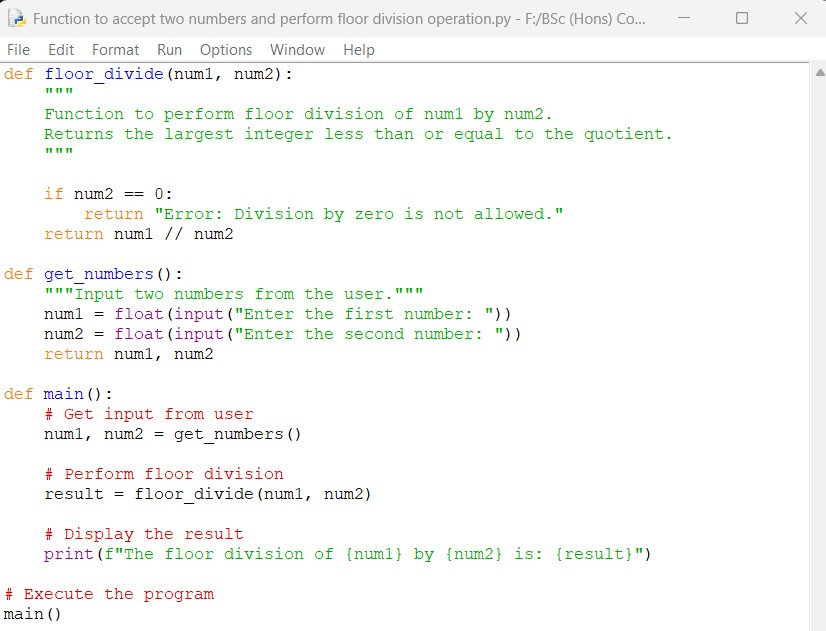 Function to accept two numbers and perform floor division operation.py - F:/BSc (Hons) Co...
File Edit Format Run Options Window Help
def floor_divide(num1, num2):
    """
    Function to perform floor division of num1 by num2.
    Returns the largest integer less than or equal to the quotient.
    """

    if num2 == 0:
        return "Error: Division by zero is not allowed."
    return num1 // num2

def get_numbers():
    """Input two numbers from the user."""
    num1 = float(input("Enter the first number: "))
    num2 = float(input("Enter the second number: "))
    return num1, num2

def main():
    # Get input from user
    num1, num2 = get_numbers()

    # Perform floor division
    result = floor_divide(num1, num2)

    # Display the result
    print(f"The floor division of {num1} by {num2} is: {result}")

# Execute the program
main()